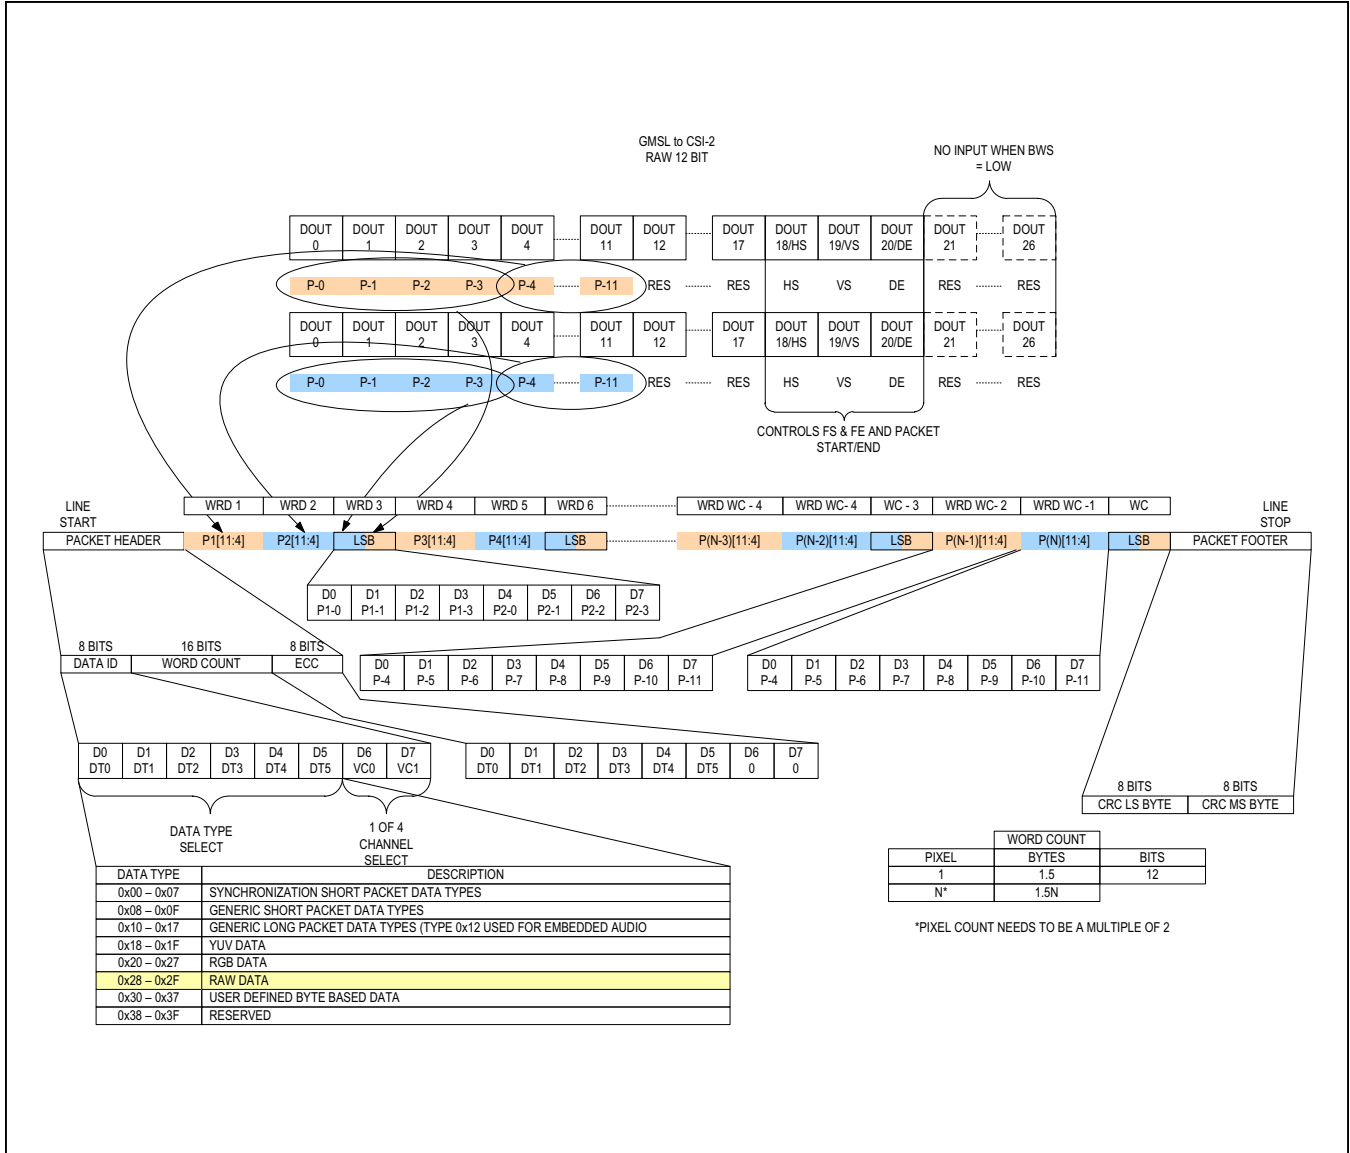 GMSL to CSI-2
RAW 12 BIT
NO INPUT WHEN BWS
= LOW
DOUT 0 DOUT 1 DOUT 2 DOUT 3 DOUT 4 DOUT 11 DOUT 12 DOUT 17 DOUT 18/HS DOUT 19/VS DOUT 20/DE DOUT 21 DOUT 26
P-0 P-1 P-2 P-3 P-4 P-11 RES RES HS VS DE RES RES
DOUT 0 DOUT 1 DOUT 2 DOUT 3 DOUT 4 DOUT 11 DOUT 12 DOUT 17 DOUT 18/HS DOUT 19/VS DOUT 20/DE DOUT 21 DOUT 26
P-0 P-1 P-2 P-3 P-4 P-11 RES RES HS VS DE RES RES
CONTROLS FS & FE AND PACKET
START/END
LINE
START
WRD 1 WRD 2 WRD 3 WRD 4 WRD 5 WRD 6 WRD WC - 4 WRD WC- 4 WC - 3 WRD WC- 2 WRD WC -1 WC
LINE
STOP
PACKET HEADER P1[11:4] P2[11:4] LSB P3[11:4] P4[11:4] LSB P(N-3)[11:4] P(N-2)[11:4] LSB P(N-1)[11:4] P(N)[11:4] LSB PACKET FOOTER
D0 D1 D2 D3 D4 D5 D6 D7
P1-0 P1-1 P1-2 P1-3 P2-0 P2-1 P2-2 P2-3
8 BITS 16 BITS 8 BITS
DATA ID WORD COUNT ECC
D0 D1 D2 D3 D4 D5 D6 D7
P-4 P-5 P-6 P-7 P-8 P-9 P-10 P-11
D0 D1 D2 D3 D4 D5 D6 D7
P-4 P-5 P-6 P-7 P-8 P-9 P-10 P-11
D0 D1 D2 D3 D4 D5 D6 D7
DT0 DT1 DT2 DT3 DT4 DT5 VC0 VC1
D0 D1 D2 D3 D4 D5 D6 D7
DT0 DT1 DT2 DT3 DT4 DT5 0 0
8 BITS 8 BITS
CRC LS BYTE CRC MS BYTE
DATA TYPE
SELECT
1 OF 4
CHANNEL
SELECT
DATA TYPE DESCRIPTION
0x00 – 0x07 SYNCHRONIZATION SHORT PACKET DATA TYPES
0x08 – 0x0F GENERIC SHORT PACKET DATA TYPES
0x10 – 0x17 GENERIC LONG PACKET DATA TYPES (TYPE 0x12 USED FOR EMBEDDED AUDIO
0x18 – 0x1F YUV DATA
0x20 – 0x27 RGB DATA
0x28 – 0x2F RAW DATA
0x30 – 0x37 USER DEFINED BYTE BASED DATA
0x38 – 0x3F RESERVED
WORD COUNT
PIXEL BYTES BITS
1 1.5 12
N* 1.5N
*PIXEL COUNT NEEDS TO BE A MULTIPLE OF 2